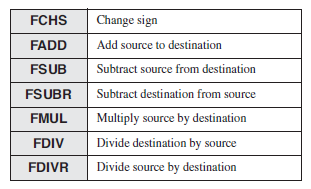 FCHS Change sign
FADD Add source to destination
FSUB Subtract source from destination
FSUBR Subtract destination from source
FMUL Multiply source by destination
FDIV Divide destination by source
FDIVR Divide source by destination